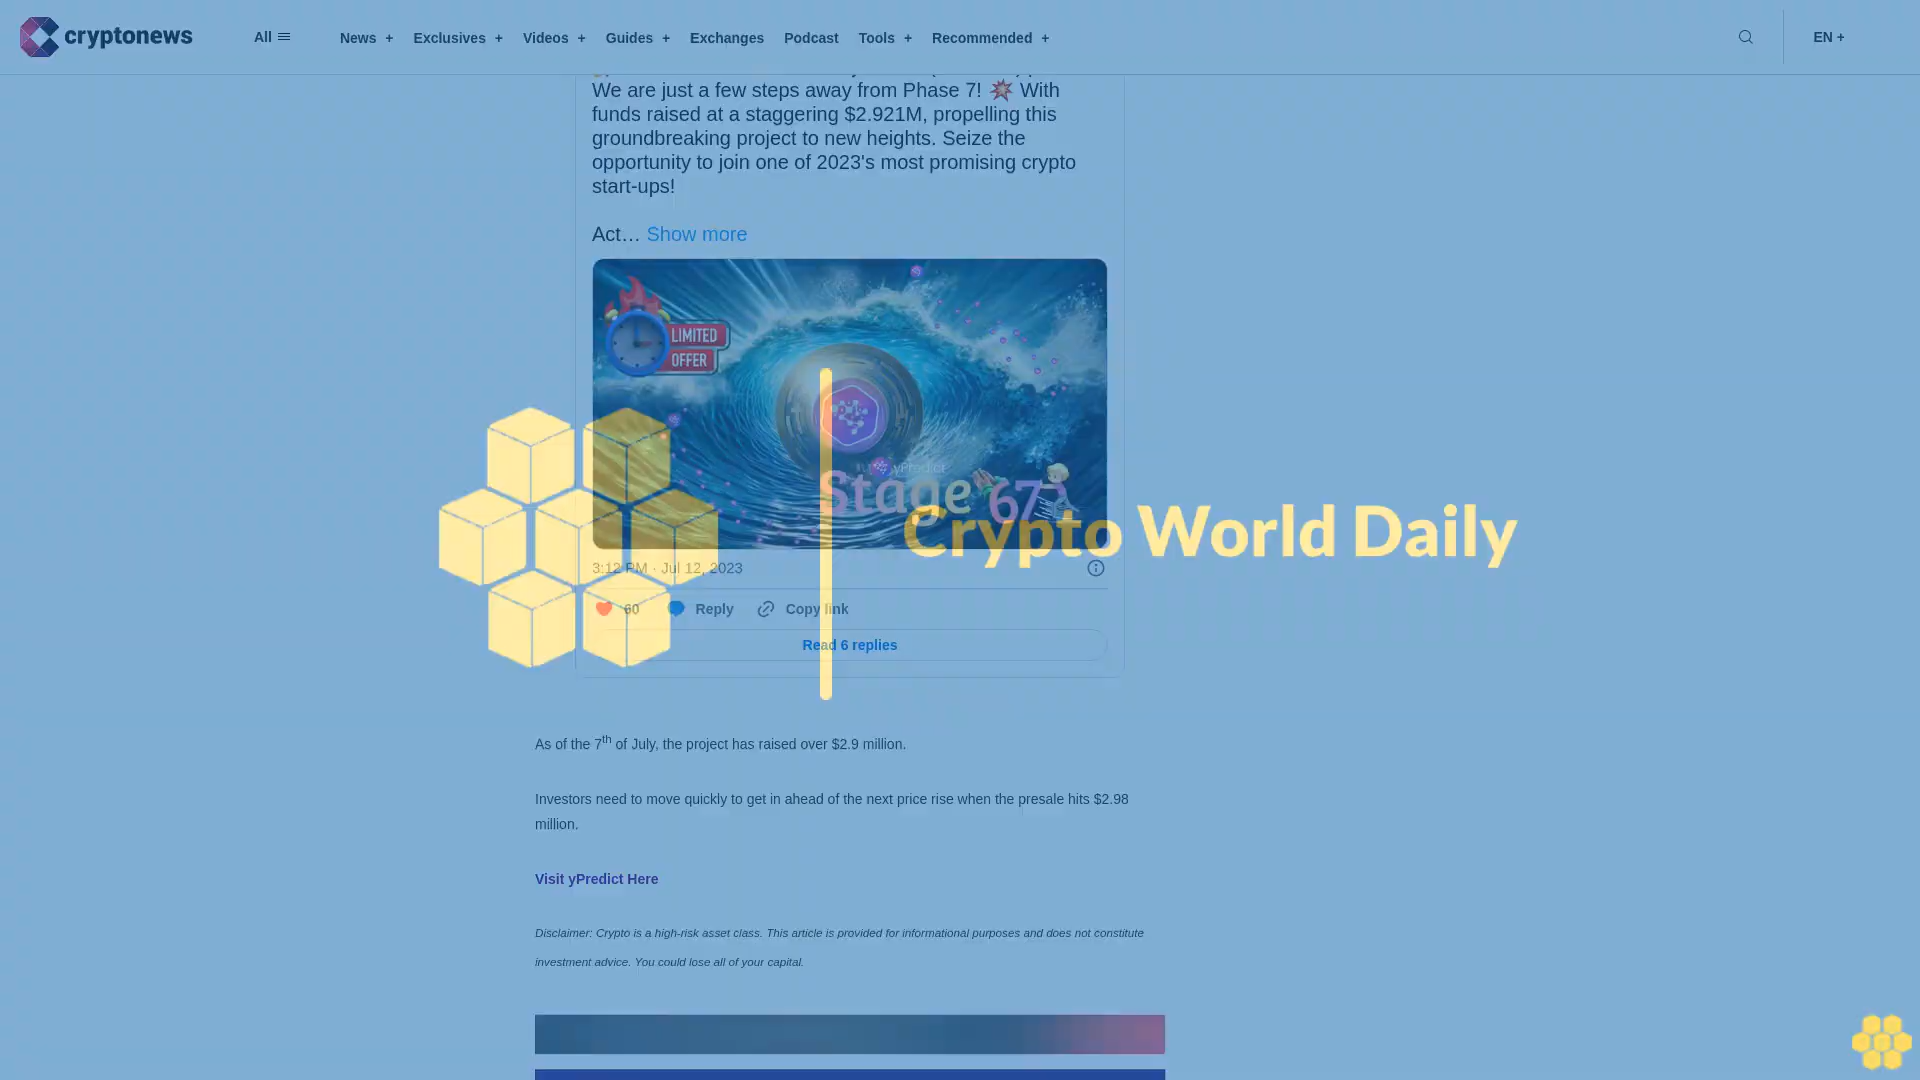 cryptonews
All
News + Exclusives + Videos + Guides + Exchanges Podcast Tools + Recommended +
EN +
We are just a few steps away from Phase 7! 💥 With
funds raised at a staggering $2.921M, propelling this
groundbreaking project to new heights. Seize the
opportunity to join one of 2023's most promising crypto
start-ups!
Act… Show more
LIMITED
OFFER
yPredict
Stage 67
Crypto World Daily
3:12 PM · Jul 12, 2023
60 Reply Copy link
Read 6 replies
As of the 7th of July, the project has raised over $2.9 million.
Investors need to move quickly to get in ahead of the next price rise when the presale hits $2.98
million.
Visit yPredict Here
Disclaimer: Crypto is a high-risk asset class. This article is provided for informational purposes and does not constitute
investment advice. You could lose all of your capital.